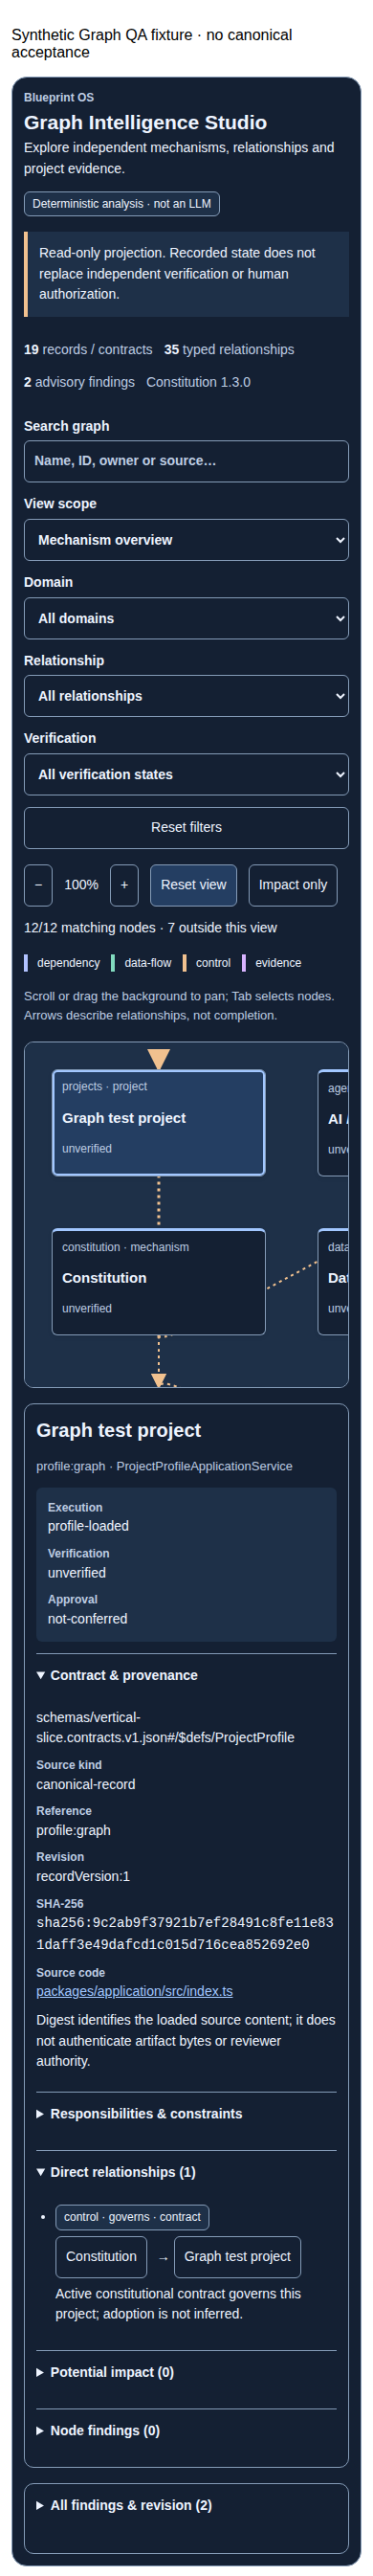 Synthetic Graph QA fixture · no canonical
acceptance
Blueprint OS
Graph Intelligence Studio
Explore independent mechanisms, relationships and
project evidence.
Deterministic analysis · not an LLM
Read-only projection. Recorded state does not
replace independent verification or human
authorization.
19 records / contracts 35 typed relationships
2 advisory findings Constitution 1.3.0
Search graph
Name, ID, owner or source…
View scope
Mechanism overview
Domain
All domains
Relationship
All relationships
Verification
All verification states
Reset filters
− 100% + Reset view Impact only
12/12 matching nodes · 7 outside this view
dependency data-flow control evidence
Scroll or drag the background to pan; Tab selects nodes.
Arrows describe relationships, not completion.
projects · project
Graph test project
unverified
constitution · mechanism
Constitution
unverified
Graph test project
profile:graph · ProjectProfileApplicationService
Execution
profile-loaded
Verification
unverified
Approval
not-conferred
▼ Contract & provenance
schemas/vertical-
slice.contracts.v1.json#/$defs/ProjectProfile
Source kind
canonical-record
Reference
profile:graph
Revision
recordVersion:1
SHA-256
sha256:9c2ab9f37921b7ef28491c8fe11e83
1daff3e49dafcd1c015d716cea852692e0
Source code
packages/application/src/index.ts
Digest identifies the loaded source content; it does
not authenticate artifact bytes or reviewer
authority.
▶ Responsibilities & constraints
▼ Direct relationships (1)
• control · governs · contract
Constitution → Graph test project
Active constitutional contract governs this
project; adoption is not inferred.
▶ Potential impact (0)
▶ Node findings (0)
▶ All findings & revision (2)